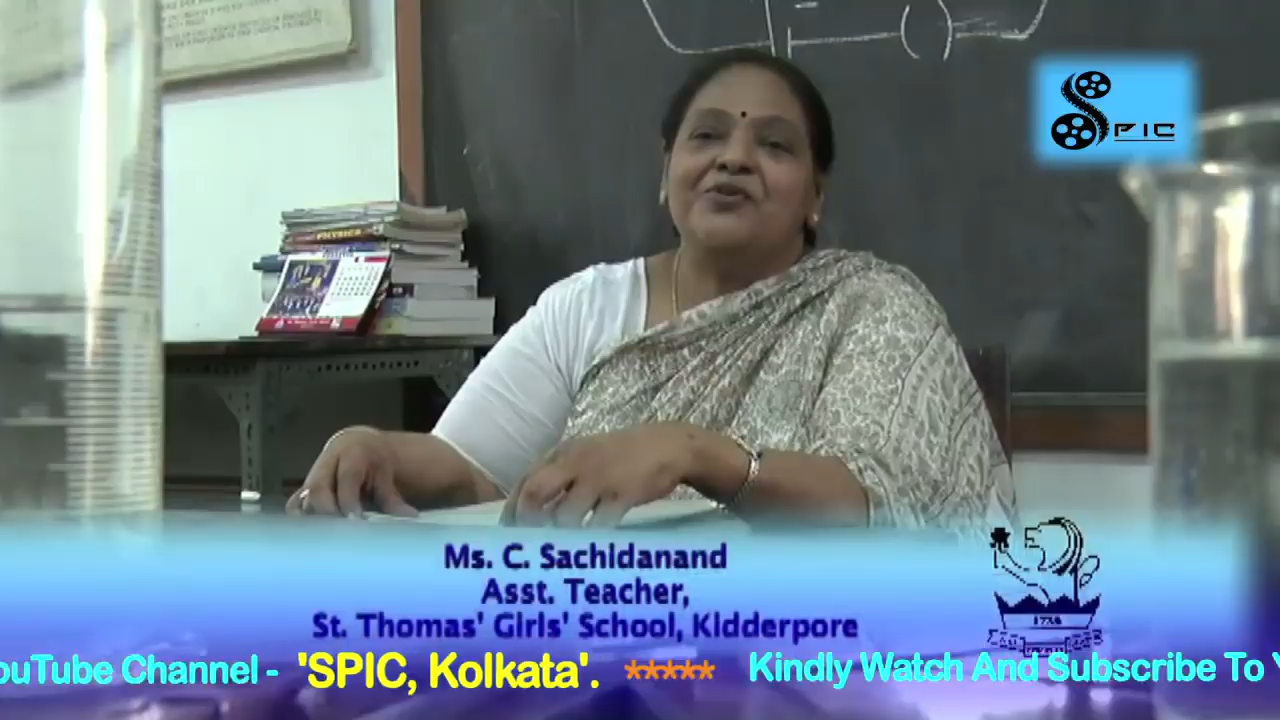 PHYSICS
SPIC
Ms. C. Sachidanand
Asst. Teacher,
St. Thomas' Girls' School, Kidderpore
ouTube Channel - 'SPIC, Kolkata'. ***** Kindly Watch And Subscribe To Y